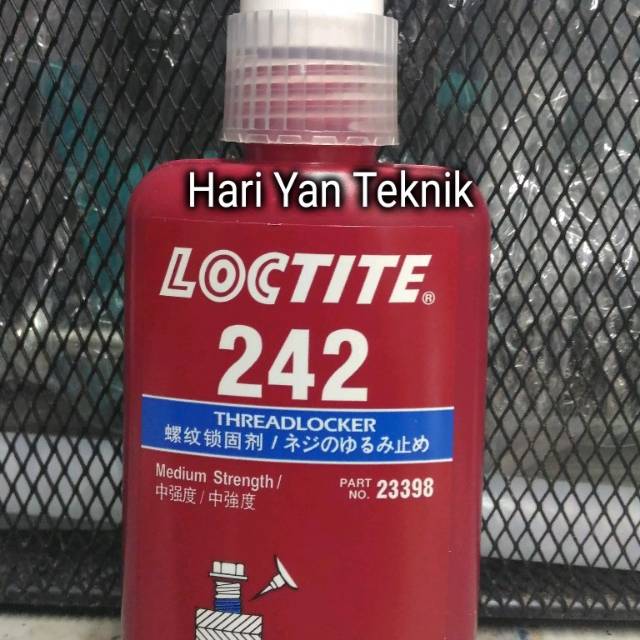 Hari Yan Teknik
LOCTITE®
242
THREADLOCKER
螺纹锁固剂 / ネジのゆるみ止め
Medium Strength /
中强度 / 中強度
PART
NO. 23398